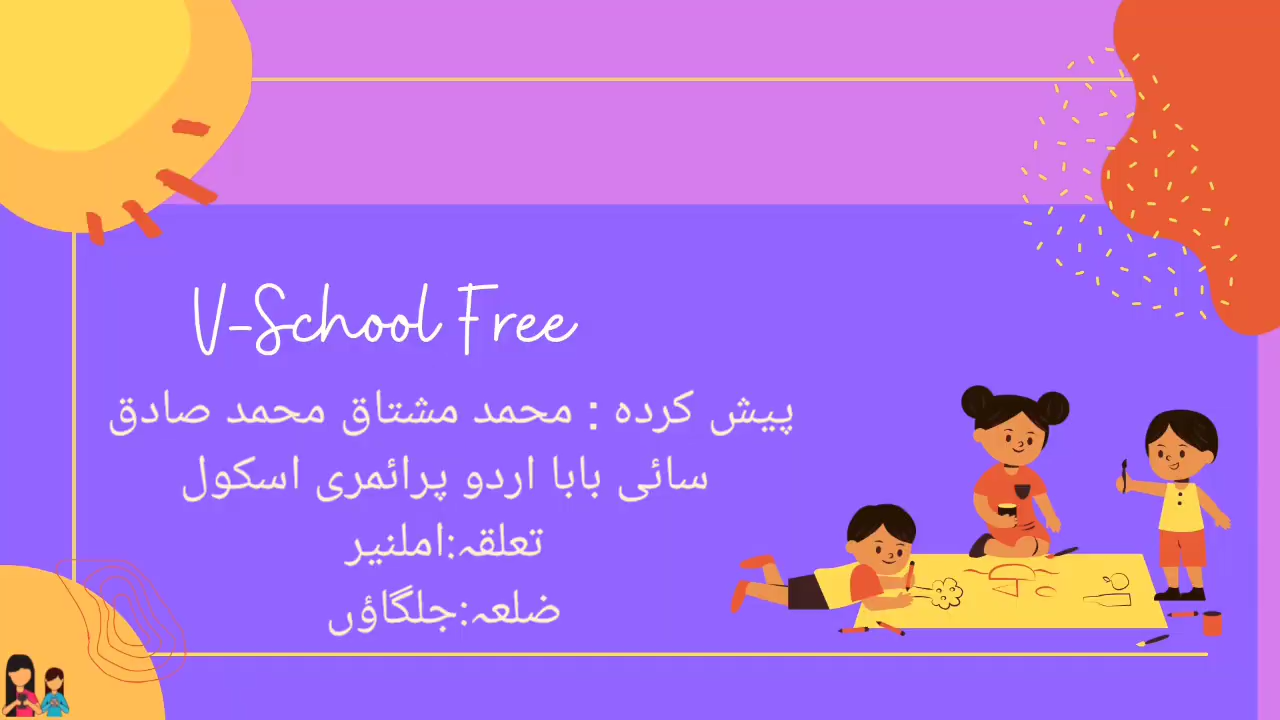 V-School Free
پیش کردہ : محمد مشتاق محمد صادق
سائی بابا اردو پرائمری اسکول
تعلقہ:املنیر
ضلعہ:جلگاؤں